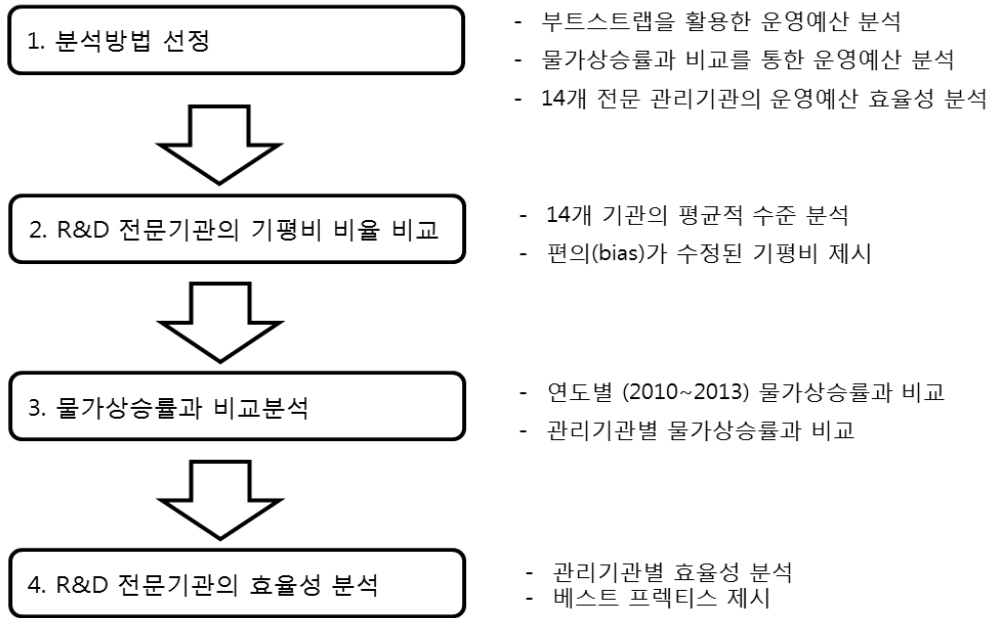 1. 분석방법 선정
- 부트스트랩을 활용한 운영예산 분석
- 물가상승률과 비교를 통한 운영예산 분석
- 14개 전문 관리기관의 운영예산 효율성 분석
2. R&D 전문기관의 기평비 비율 비교
- 14개 기관의 평균적 수준 분석
- 편의(bias)가 수정된 기평비 제시
3. 물가상승률과 비교분석
- 연도별 (2010~2013) 물가상승률과 비교
- 관리기관별 물가상승률과 비교
4. R&D 전문기관의 효율성 분석
- 관리기관별 효율성 분석
- 베스트 프렉티스 제시